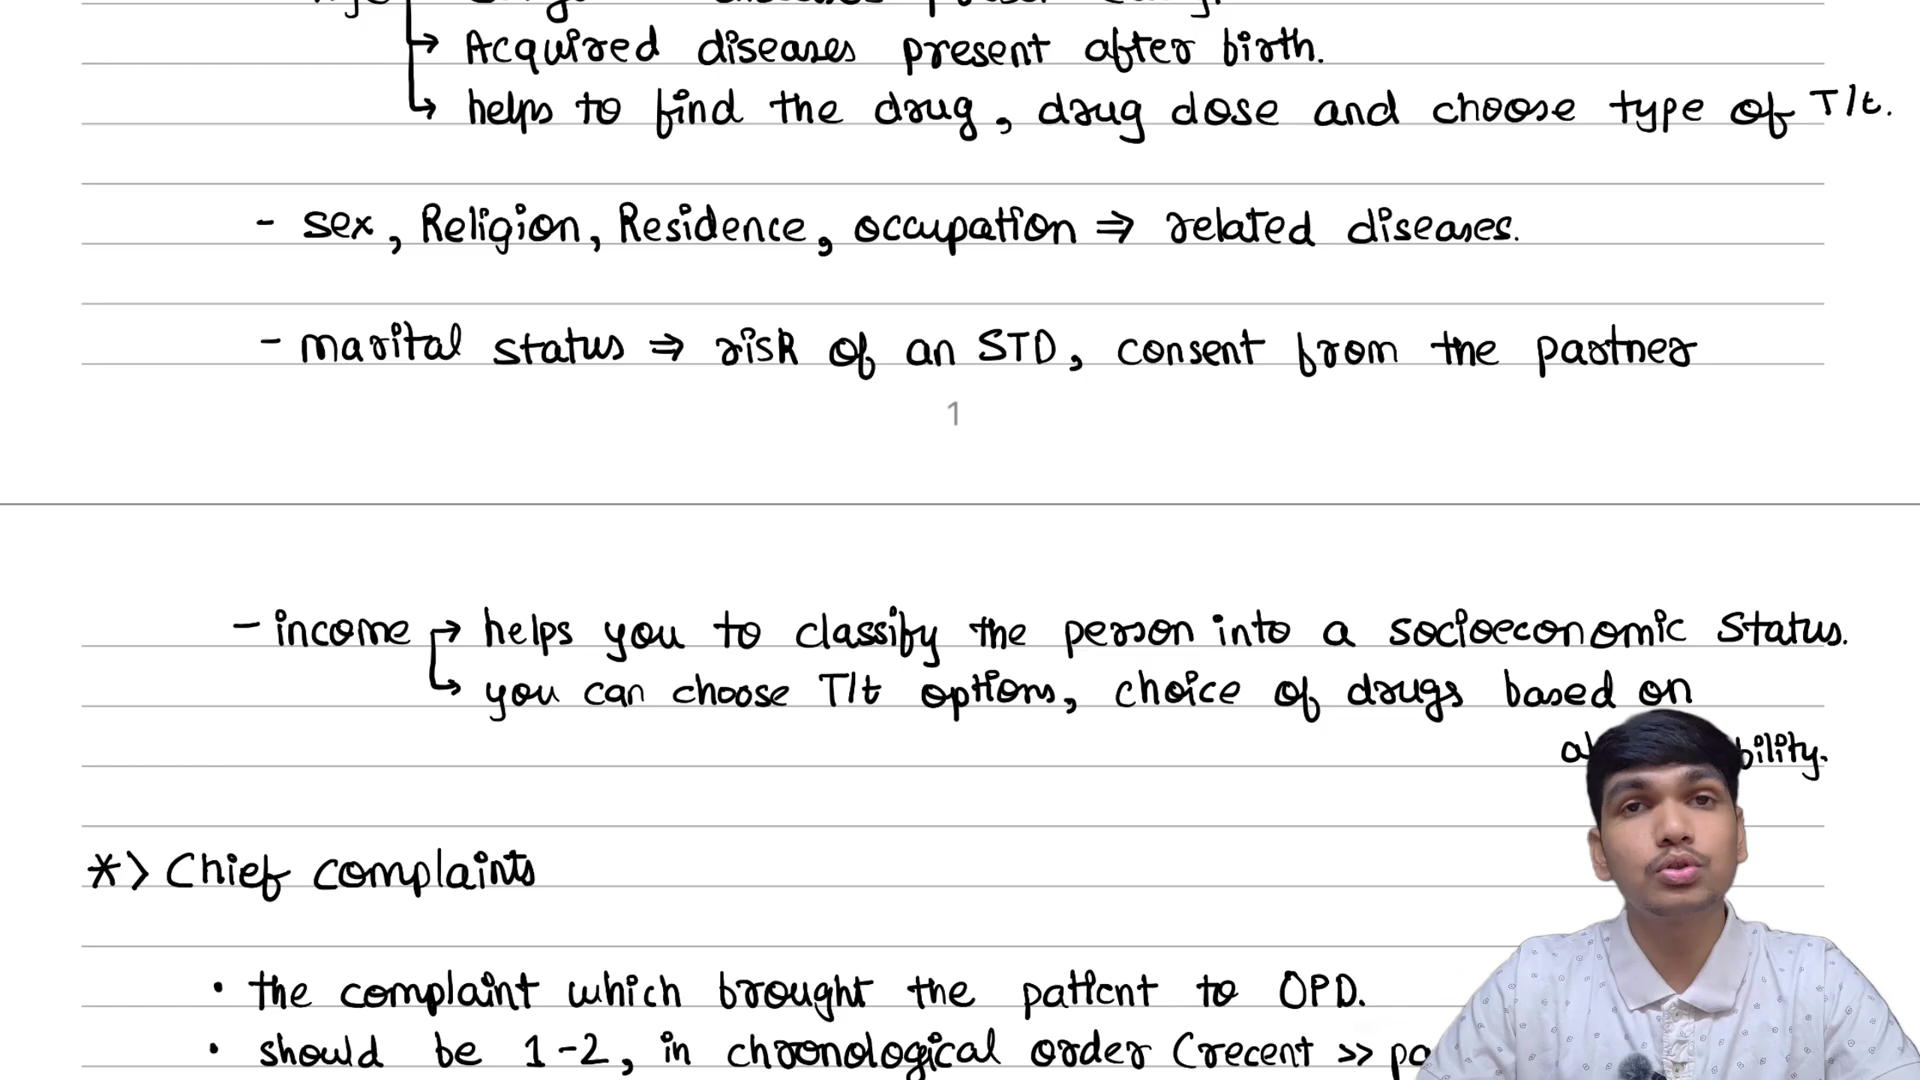 diseases
→ Acquired diseases present after birth.
→ helps to find the drug, drug dose and choose type of T/t.
- sex, Religion, Residence, occupation ⇒ related diseases.
- marital status ⇒ risk of an STD, consent from the partner
1
- income → helps you to classify the person into a socioeconomic status.
→ you can choose T/t options, choice of drugs based on
*> Chief complaints
• the complaint which brought the patient to OPD.
• should be 1-2, in chronological order (recent >>